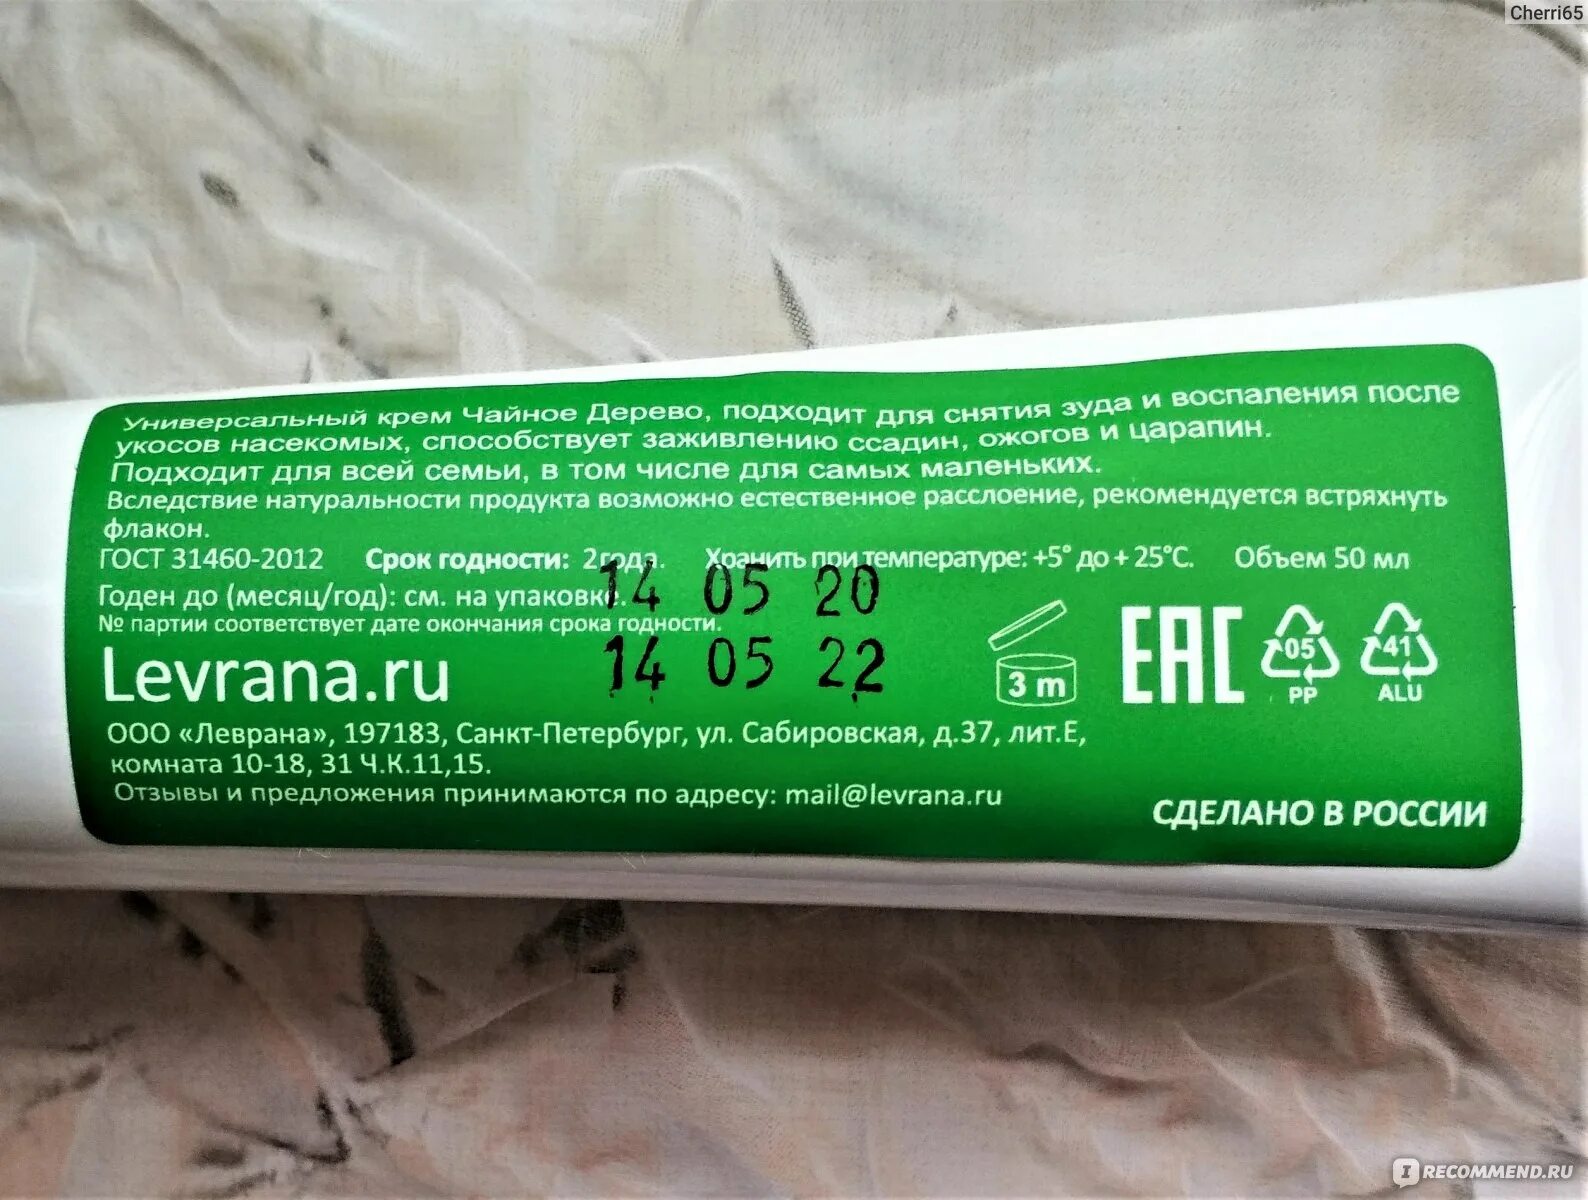 Cherri65
Универсальный крем Чайное Дерево, подходит для снятия зуда и воспаления после
укосов насекомых, способствует заживлению ссадин, ожогов и царапин.
Подходит для всей семьи, в том числе для самых маленьких.
Вследствие натуральности продукта возможно естественное расслоение, рекомендуется встряхнуть
флакон.
ГОСТ 31460-2012 Срок годности: 2года. Хранить при температуре: +5° до + 25°C. Объем 50 мл
Годен до (месяц/год): см. на упаковке.
14 05 20
№ партии соответствует дате окончания срока годности.
14 05 22
Levrana.ru
3 m
EAC
05
PP
41
ALU
ООО «Леврана», 197183, Санкт-Петербург, ул. Сабировская, д.37, лит.Е,
комната 10-18, 31 Ч.К.11,15.
Отзывы и предложения принимаются по адресу: mail@levrana.ru
СДЕЛАНО В РОССИИ
IRECOMMEND.RU